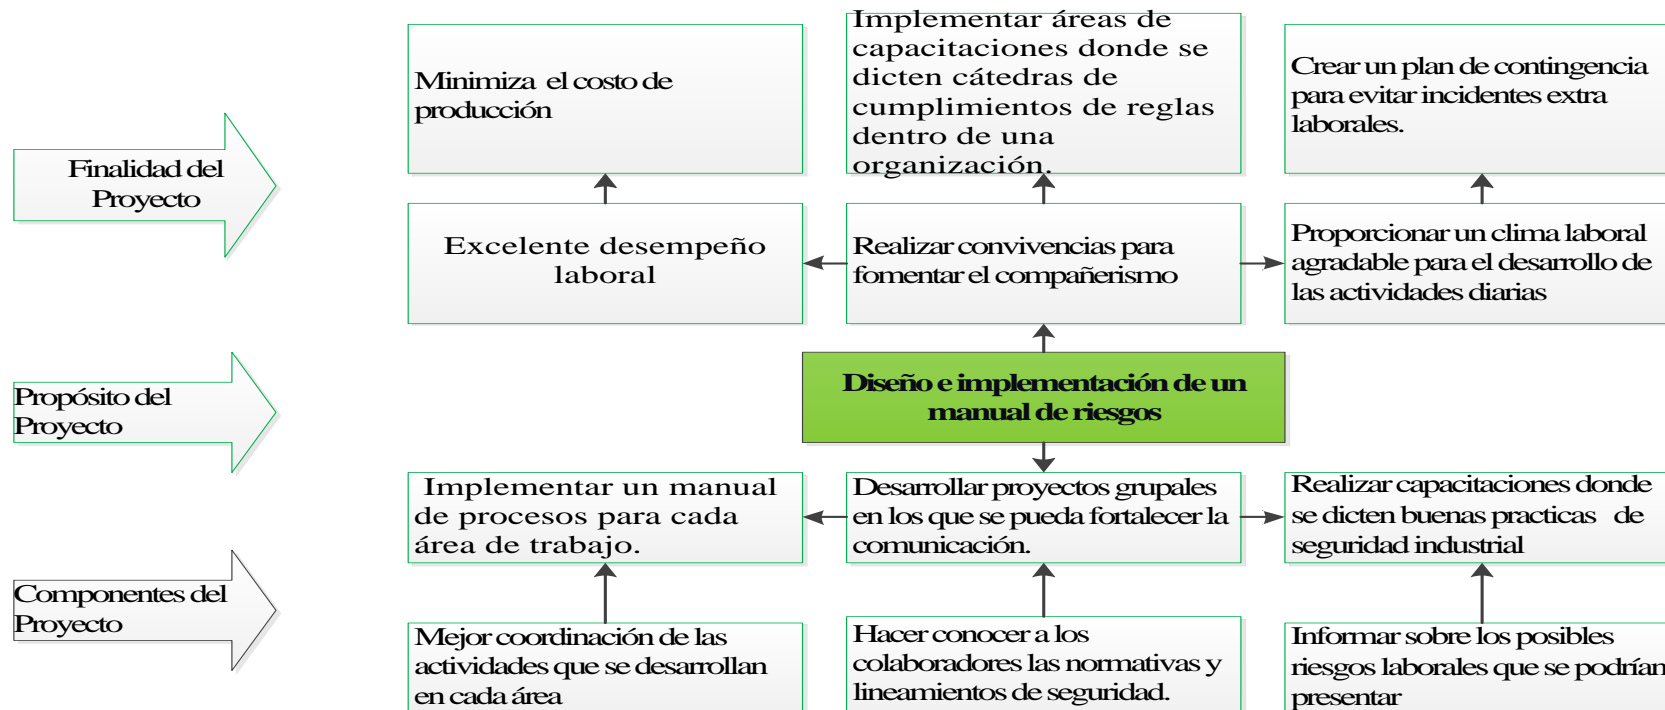 Minimiza el costo de
producción
Implementar áreas de
capacitaciones donde se
dicten cátedras de
cumplimientos de reglas
dentro de una
organización.
Crear un plan de contingencia
para evitar incidentes extra
laborales.
Finalidad del
Proyecto
Excelente desempeño
laboral
Realizar convivencias para
fomentar el compañerismo
Proporcionar un clima laboral
agradable para el desarrollo de
las actividades diarias
Propósito del
Proyecto
Diseño e implementación de un
manual de riesgos
Implementar un manual
de procesos para cada
área de trabajo.
Desarrollar proyectos grupales
en los que se pueda fortalecer la
comunicación.
Realizar capacitaciones donde
se dicten buenas practicas de
seguridad industrial
Componentes del
Proyecto
Mejor coordinación de las
actividades que se desarrollan
en cada área
Hacer conocer a los
colaboradores las normativas y
lineamientos de seguridad.
Informar sobre los posibles
riesgos laborales que se podrían
presentar